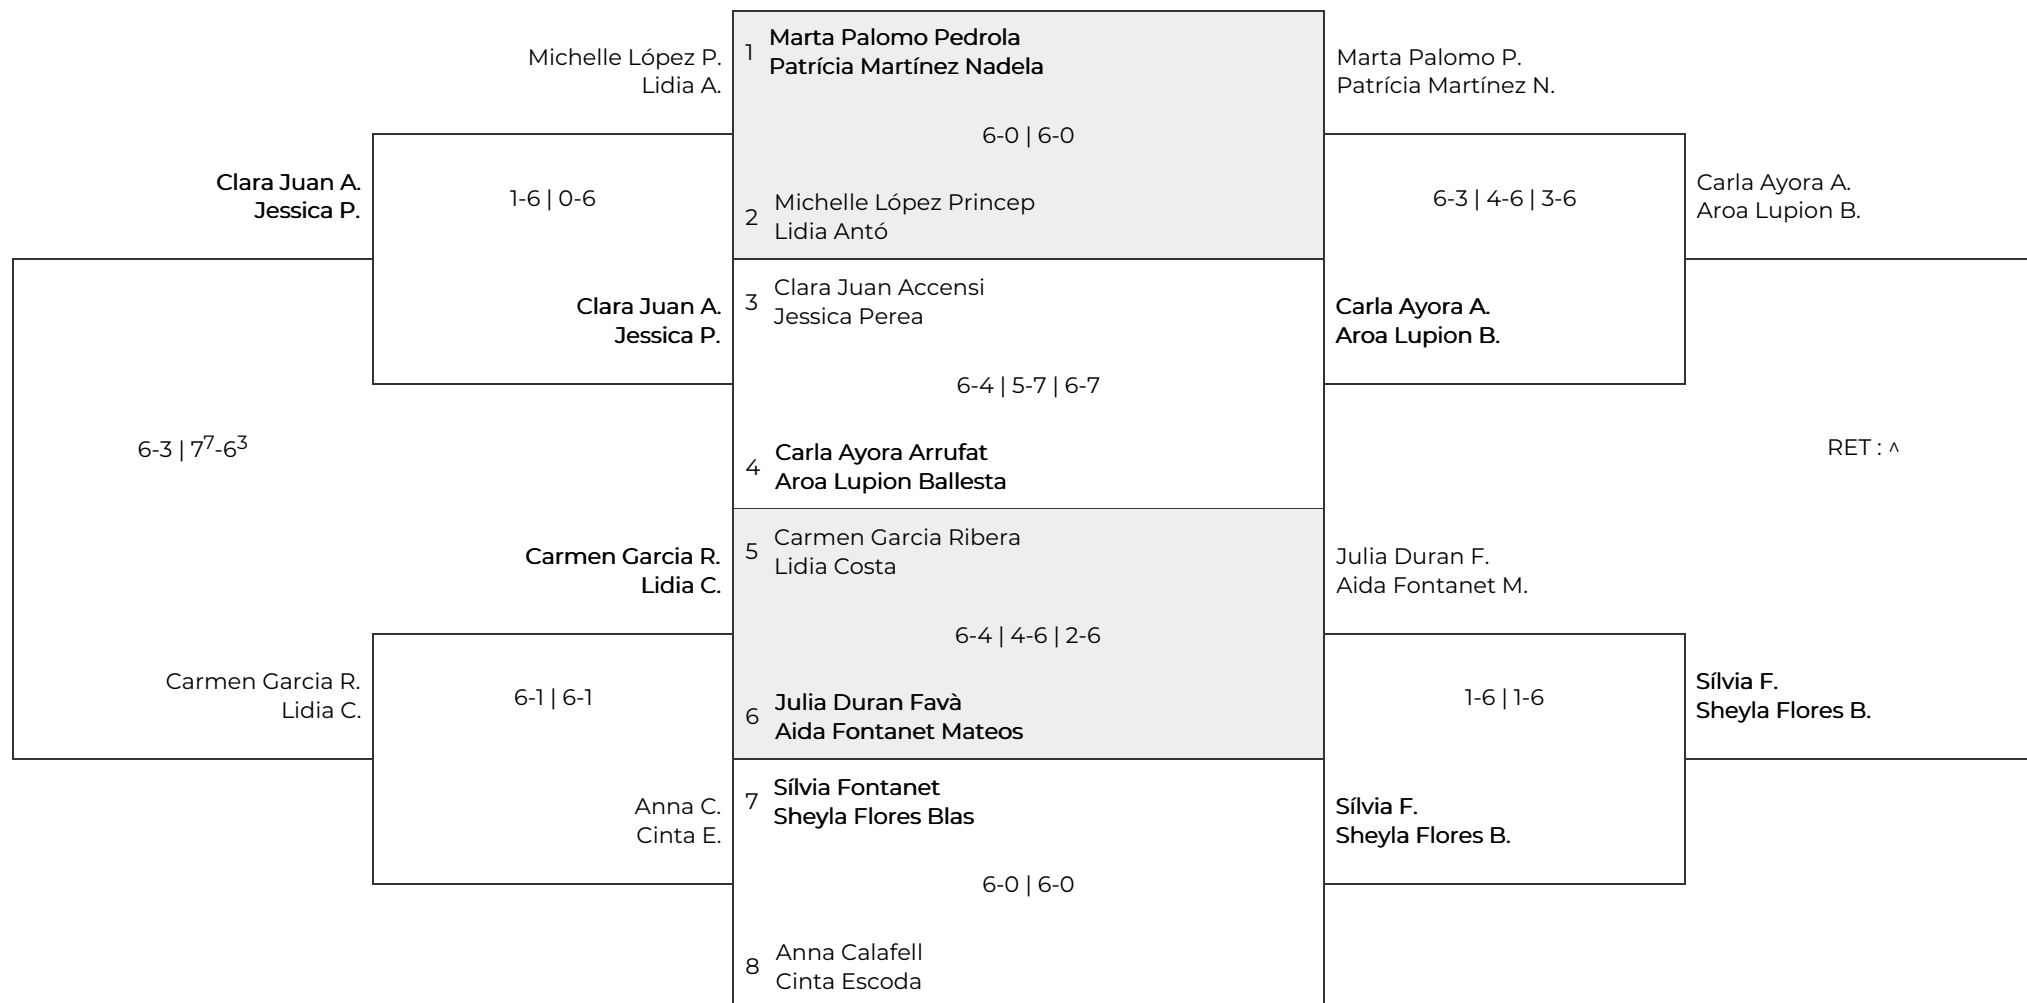 Michelle López P.
Lidia A.
Clara Juan A.
Jessica P.
1-6 | 0-6
Clara Juan A.
Jessica P.
6-3 | 7⁷-6³
Carmen Garcia R.
Lidia C.
Carmen Garcia R.
Lidia C.
6-1 | 6-1
Anna C.
Cinta E.
1
Marta Palomo Pedrola
Patrícia Martínez Nadela
6-0 | 6-0
2
Michelle López Princep
Lidia Antó
3
Clara Juan Accensi
Jessica Perea
6-4 | 5-7 | 6-7
4
Carla Ayora Arrufat
Aroa Lupion Ballesta
5
Carmen Garcia Ribera
Lidia Costa
6-4 | 4-6 | 2-6
6
Julia Duran Favà
Aida Fontanet Mateos
7
Sílvia Fontanet
Sheyla Flores Blas
6-0 | 6-0
8
Anna Calafell
Cinta Escoda
Marta Palomo P.
Patrícia Martínez N.
6-3 | 4-6 | 3-6
Carla Ayora A.
Aroa Lupion B.
Carla Ayora A.
Aroa Lupion B.
RET : ^
Julia Duran F.
Aida Fontanet M.
1-6 | 1-6
Sílvia F.
Sheyla Flores B.
Sílvia F.
Sheyla Flores B.